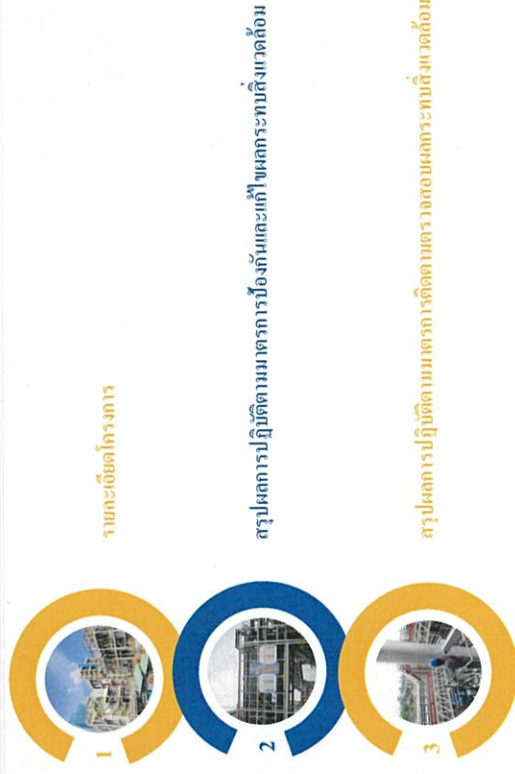 1
รายละเอียดโครงการ
2
สรุปผลการปฏิบัติตามมาตรการป้องกันและแก้ไขผลกระทบสิ่งแวดล้อม
3
สรุปผลการปฏิบัติตามมาตรการติดตามตรวจสอบผลกระทบสิ่งแวดล้อม